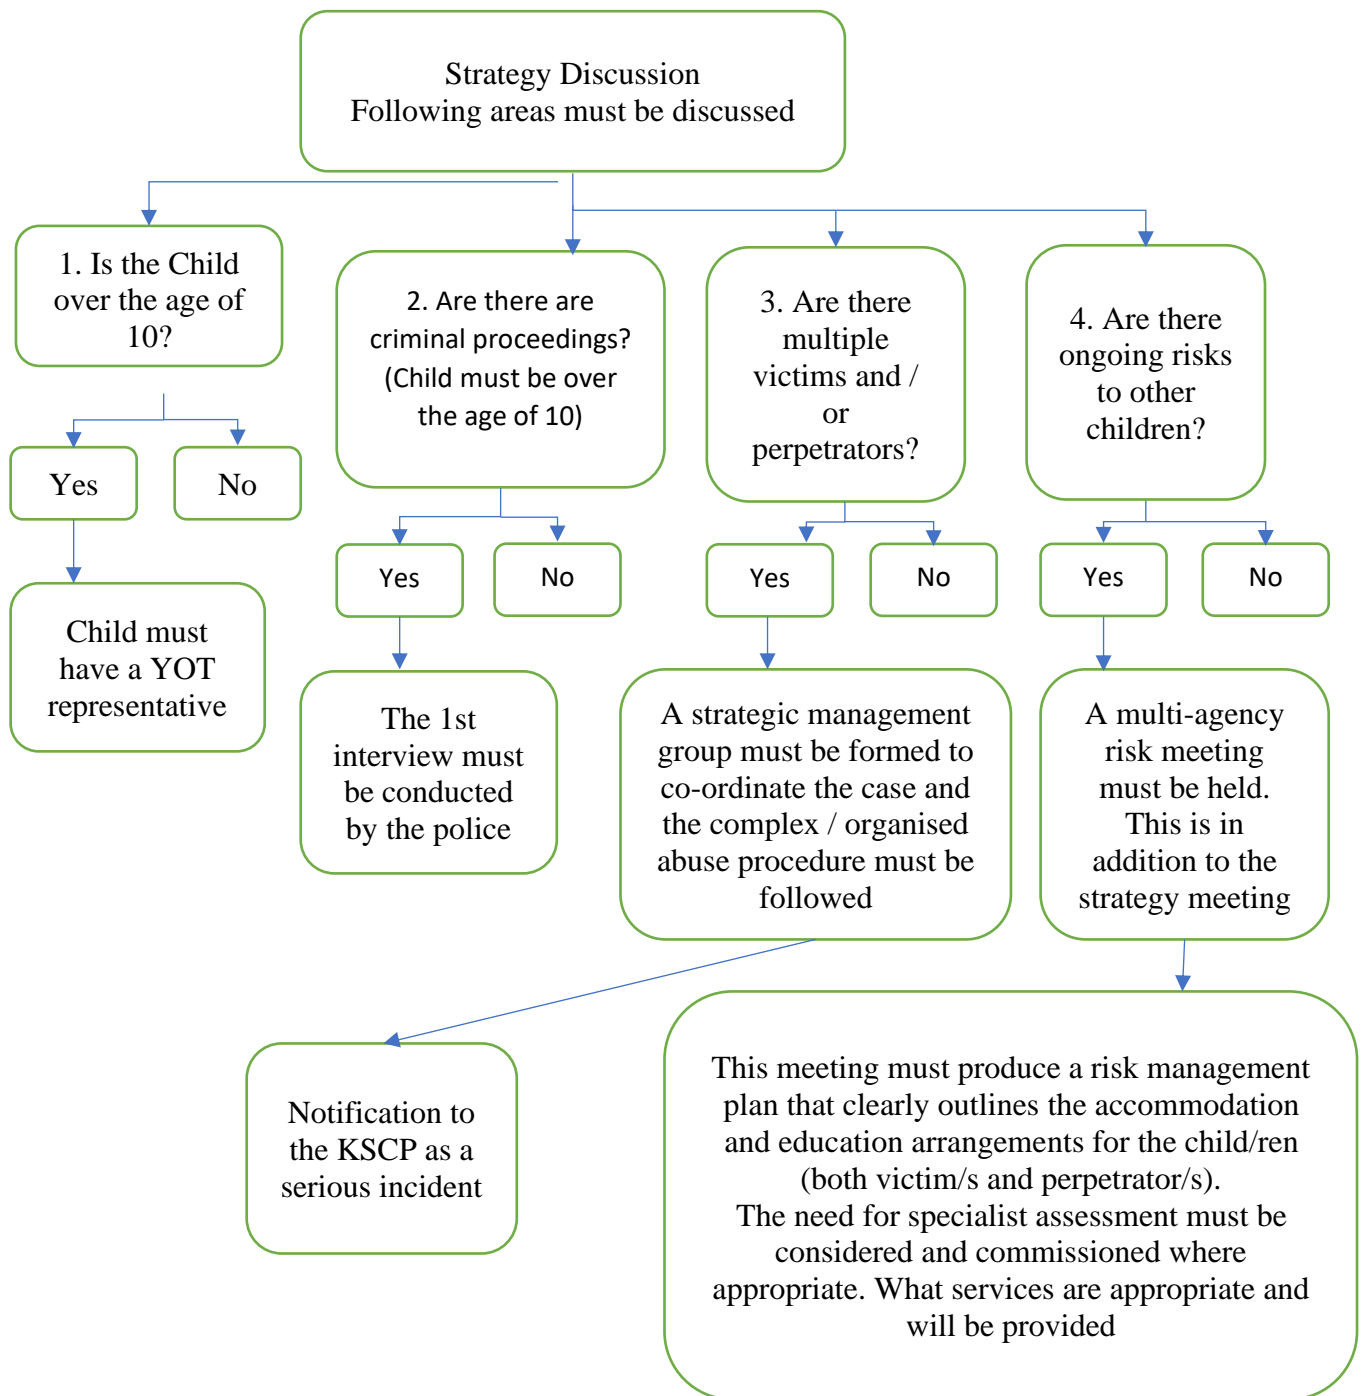 Strategy Discussion
Following areas must be discussed
1. Is the Child
over the age of
10?
Yes
No
Child must
have a YOT
representative
2. Are there are
criminal proceedings?
(Child must be over
the age of 10)
Yes
No
The 1st
interview must
be conducted
by the police
3. Are there
multiple
victims and /
or
perpetrators?
Yes
No
A strategic management
group must be formed to
co-ordinate the case and
the complex / organised
abuse procedure must be
followed
Notification to
the KSCP as a
serious incident
4. Are there
ongoing risks
to other
children?
Yes
No
A multi-agency
risk meeting
must be held.
This is in
addition to the
strategy meeting
This meeting must produce a risk management
plan that clearly outlines the accommodation
and education arrangements for the child/ren
(both victim/s and perpetrator/s).
The need for specialist assessment must be
considered and commissioned where
appropriate. What services are appropriate and
will be provided